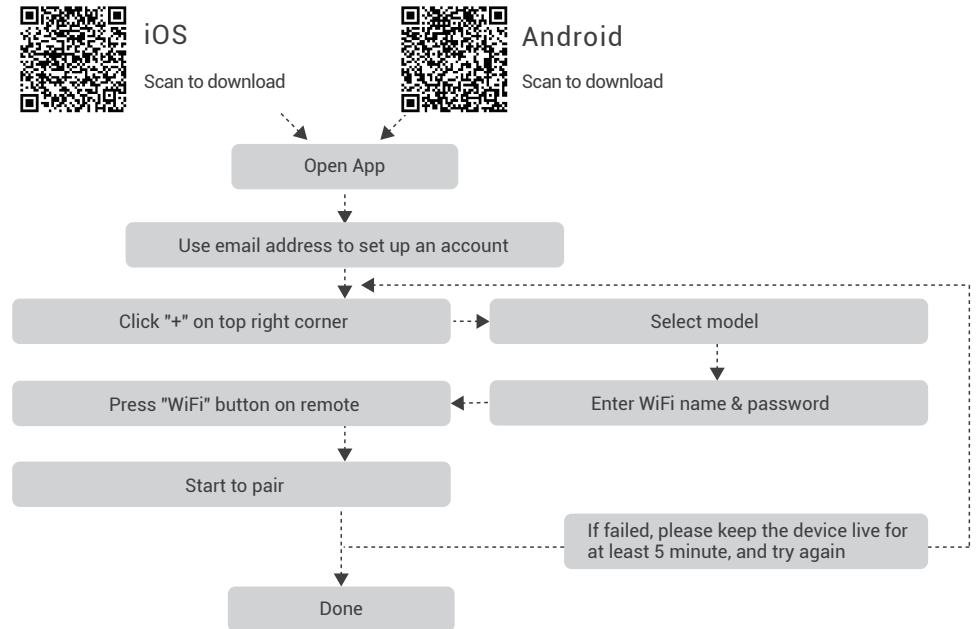 iOS
Scan to download
Android
Scan to download
Open App
Use email address to set up an account
Click "+" on top right corner
Select model
Enter WiFi name & password
Press "WiFi" button on remote
Start to pair
If failed, please keep the device live for
at least 5 minute, and try again
Done